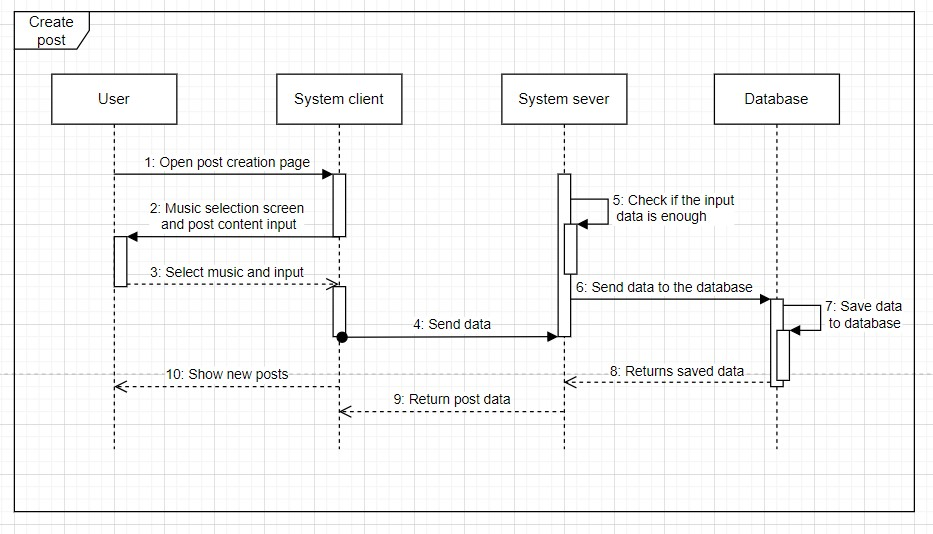 Create
post
User
System client
System sever
Database
1: Open post creation page
2: Music selection screen
and post content input
3: Select music and input
4: Send data
5: Check if the input
data is enough
6: Send data to the database
7: Save data
to database
8: Returns saved data
9: Return post data
10: Show new posts